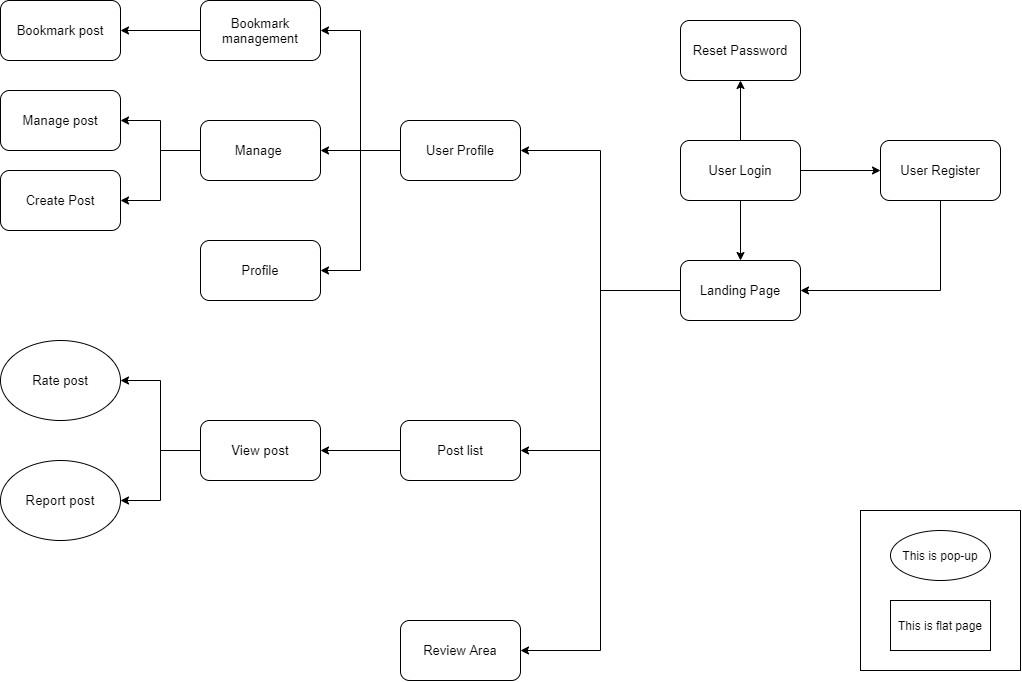 Bookmark post
Bookmark
management
Reset Password
Manage post
Manage
User Profile
User Login
User Register
Create Post
Profile
Landing Page
Rate post
View post
Post list
Report post
This is pop-up
This is flat page
Review Area